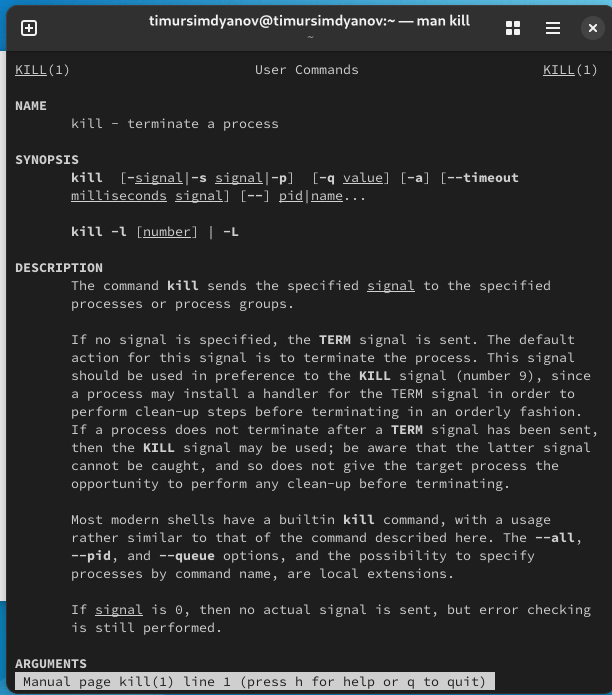 timursimdyanov@timursimdyanov:~ — man kill
~
KILL(1) User Commands KILL(1)
NAME
kill - terminate a process
SYNOPSIS
kill [-signal|-s signal|-p] [-q value] [-a] [--timeout
milliseconds signal] [--] pid|name...
kill -l [number] | -L
DESCRIPTION
The command kill sends the specified signal to the specified
processes or process groups.
If no signal is specified, the TERM signal is sent. The default
action for this signal is to terminate the process. This signal
should be used in preference to the KILL signal (number 9), since
a process may install a handler for the TERM signal in order to
perform clean-up steps before terminating in an orderly fashion.
If a process does not terminate after a TERM signal has been sent,
then the KILL signal may be used; be aware that the latter signal
cannot be caught, and so does not give the target process the
opportunity to perform any clean-up before terminating.
Most modern shells have a builtin kill command, with a usage
rather similar to that of the command described here. The --all,
--pid, and --queue options, and the possibility to specify
processes by command name, are local extensions.
If signal is 0, then no actual signal is sent, but error checking
is still performed.
ARGUMENTS
Manual page kill(1) line 1 (press h for help or q to quit)